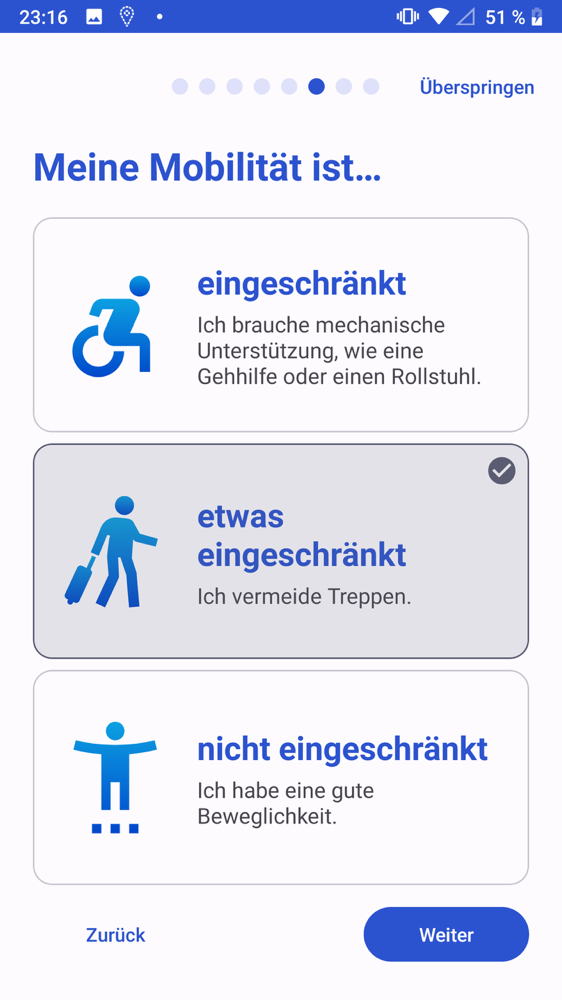 23:16
51 %
Überspringen
Meine Mobilität ist...
eingeschränkt
Ich brauche mechanische
Unterstützung, wie eine
Gehhilfe oder einen Rollstuhl.
etwas
eingeschränkt
Ich vermeide Treppen.
nicht eingeschränkt
Ich habe eine gute
Beweglichkeit.
Zurück
Weiter